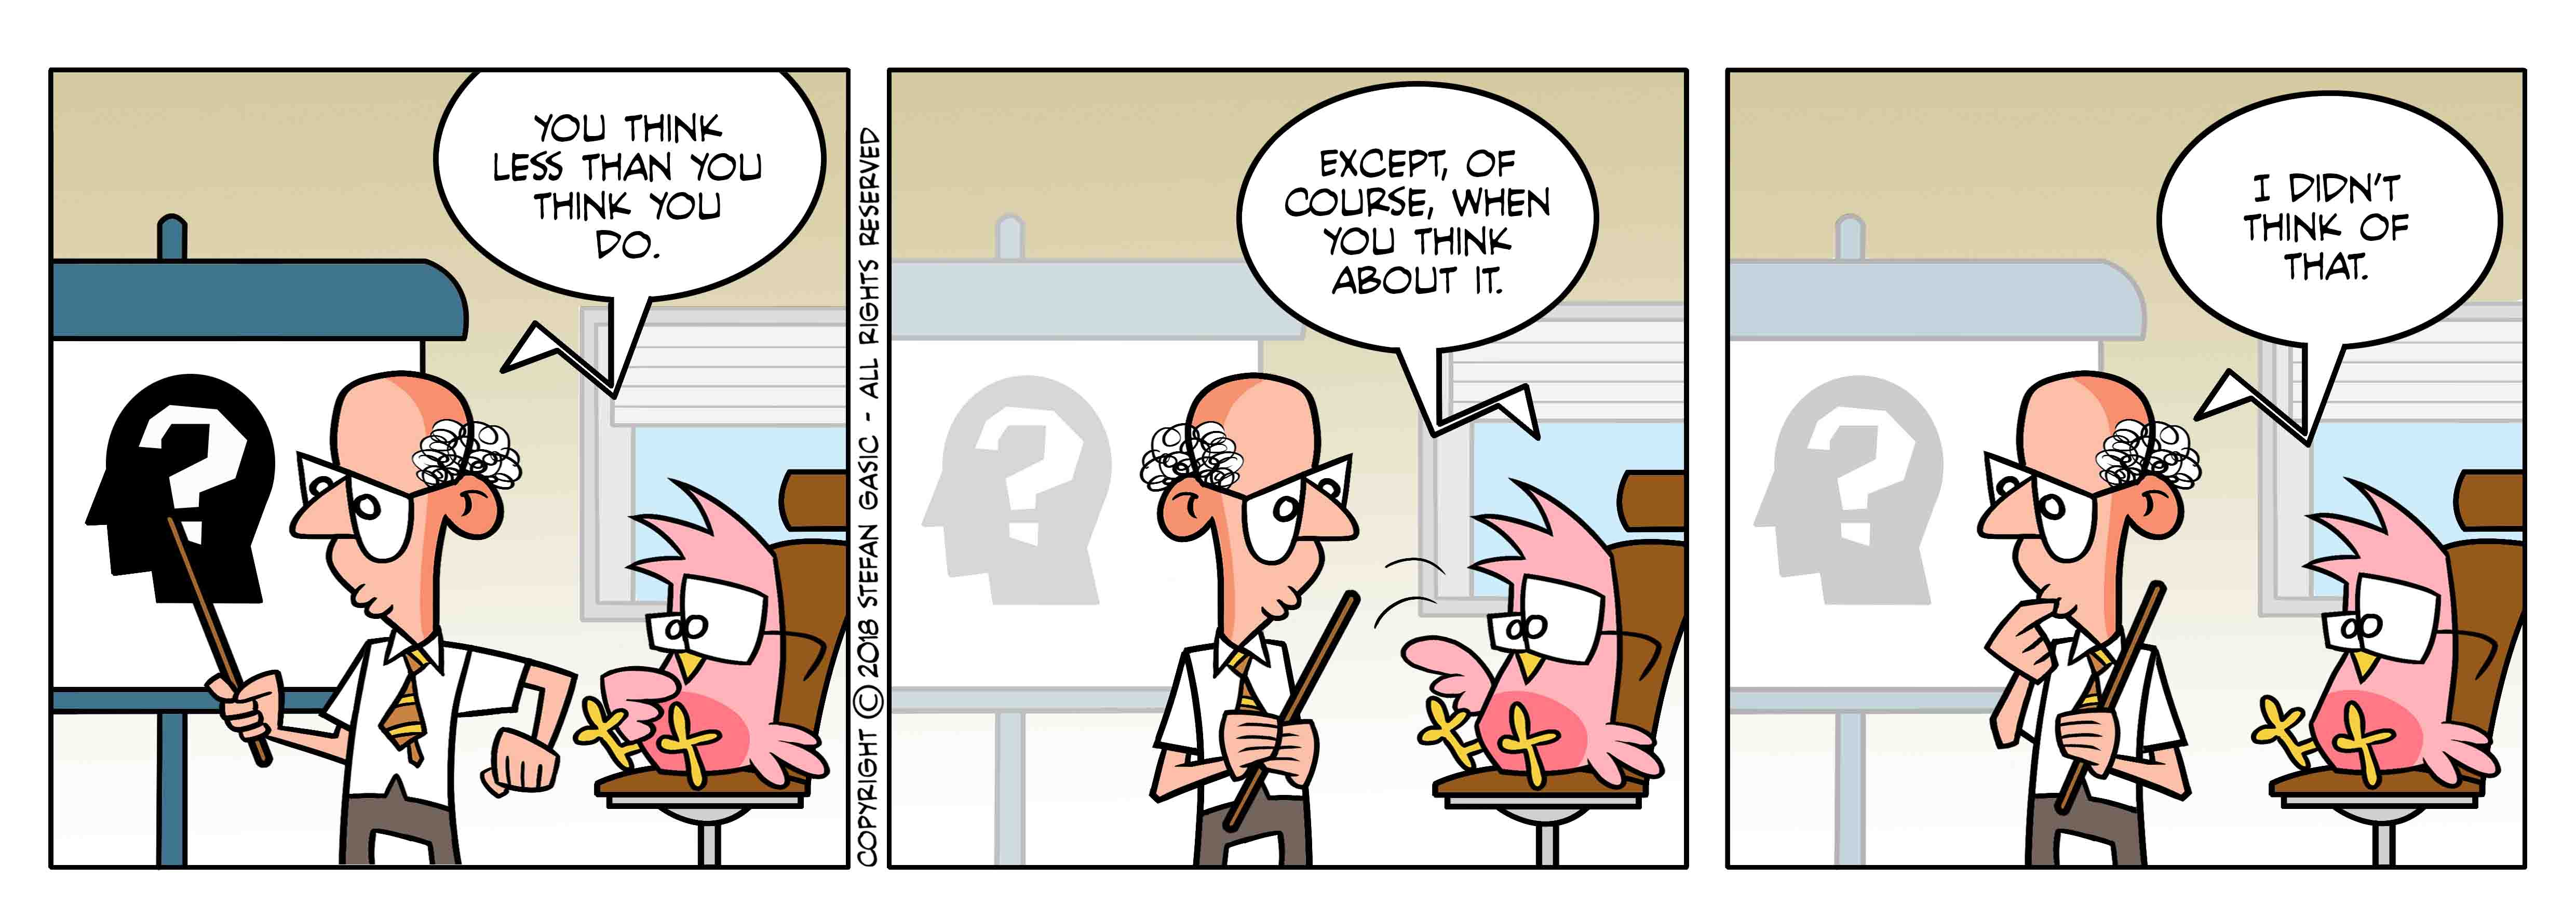 YOU THINK
LESS THAN YOU
THINK YOU
DO.
COPYRIGHT © 2018 STEFAN GASIC - ALL RIGHTS RESERVED
EXCEPT, OF
COURSE, WHEN
YOU THINK
ABOUT IT.
I DIDN'T
THINK OF
THAT.